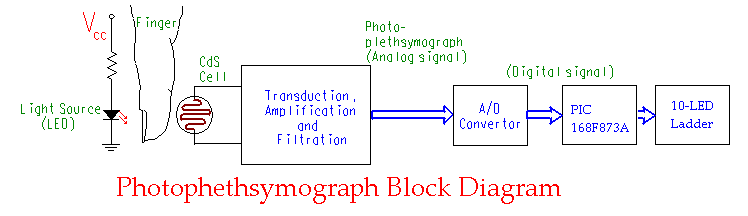 Vcc
Finger
Light Source
(LED)
CdS
Cell
Transduction,
Amplification
and
Filtration
Photo-
plethsymograph
(Analog signal)
A/D
Convertor
(Digital signal)
PIC
168F873A
10-LED
Ladder
Photophethsymograph Block Diagram